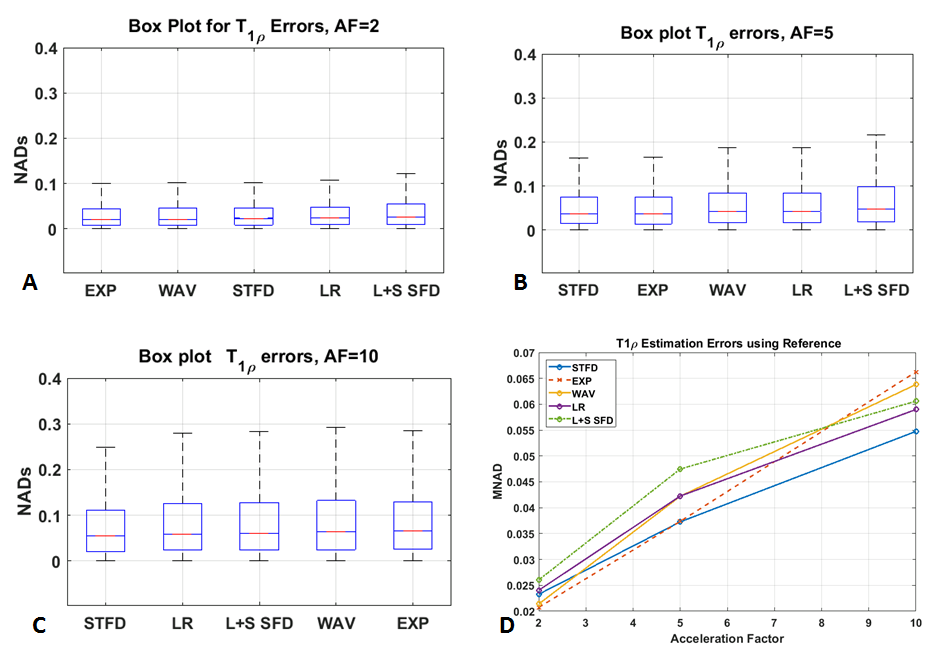 Box Plot for T1ρ Errors, AF=2
0.4
0.3
0.2
0.1
0
NADs
EXP WAV STFD LR L+S SFD
A
Box plot T1ρ errors, AF=5
0.4
0.3
0.2
0.1
0
NADs
STFD EXP WAV LR L+S SFD
B
Box plot T1ρ errors, AF=10
0.4
0.3
0.2
0.1
0
NADs
STFD LR L+S SFD WAV EXP
C
T1ρ Estimation Errors using Reference
0.07
0.065
0.06
0.055
0.05
0.045
0.04
0.035
0.03
0.025
0.02
MNAD
STFD
EXP
WAV
LR
L+S SFD
2 3 4 5 6 7 8 9 10
Acceleration Factor
D